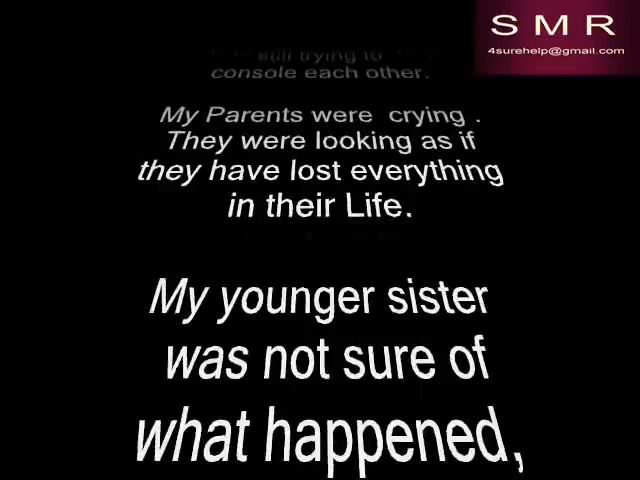 S M R
4surehelp@gmail.com
still trying to
console each other.
My Parents were crying .
They were looking as if
they have lost everything
in their Life.
My younger sister
was not sure of
what happened,